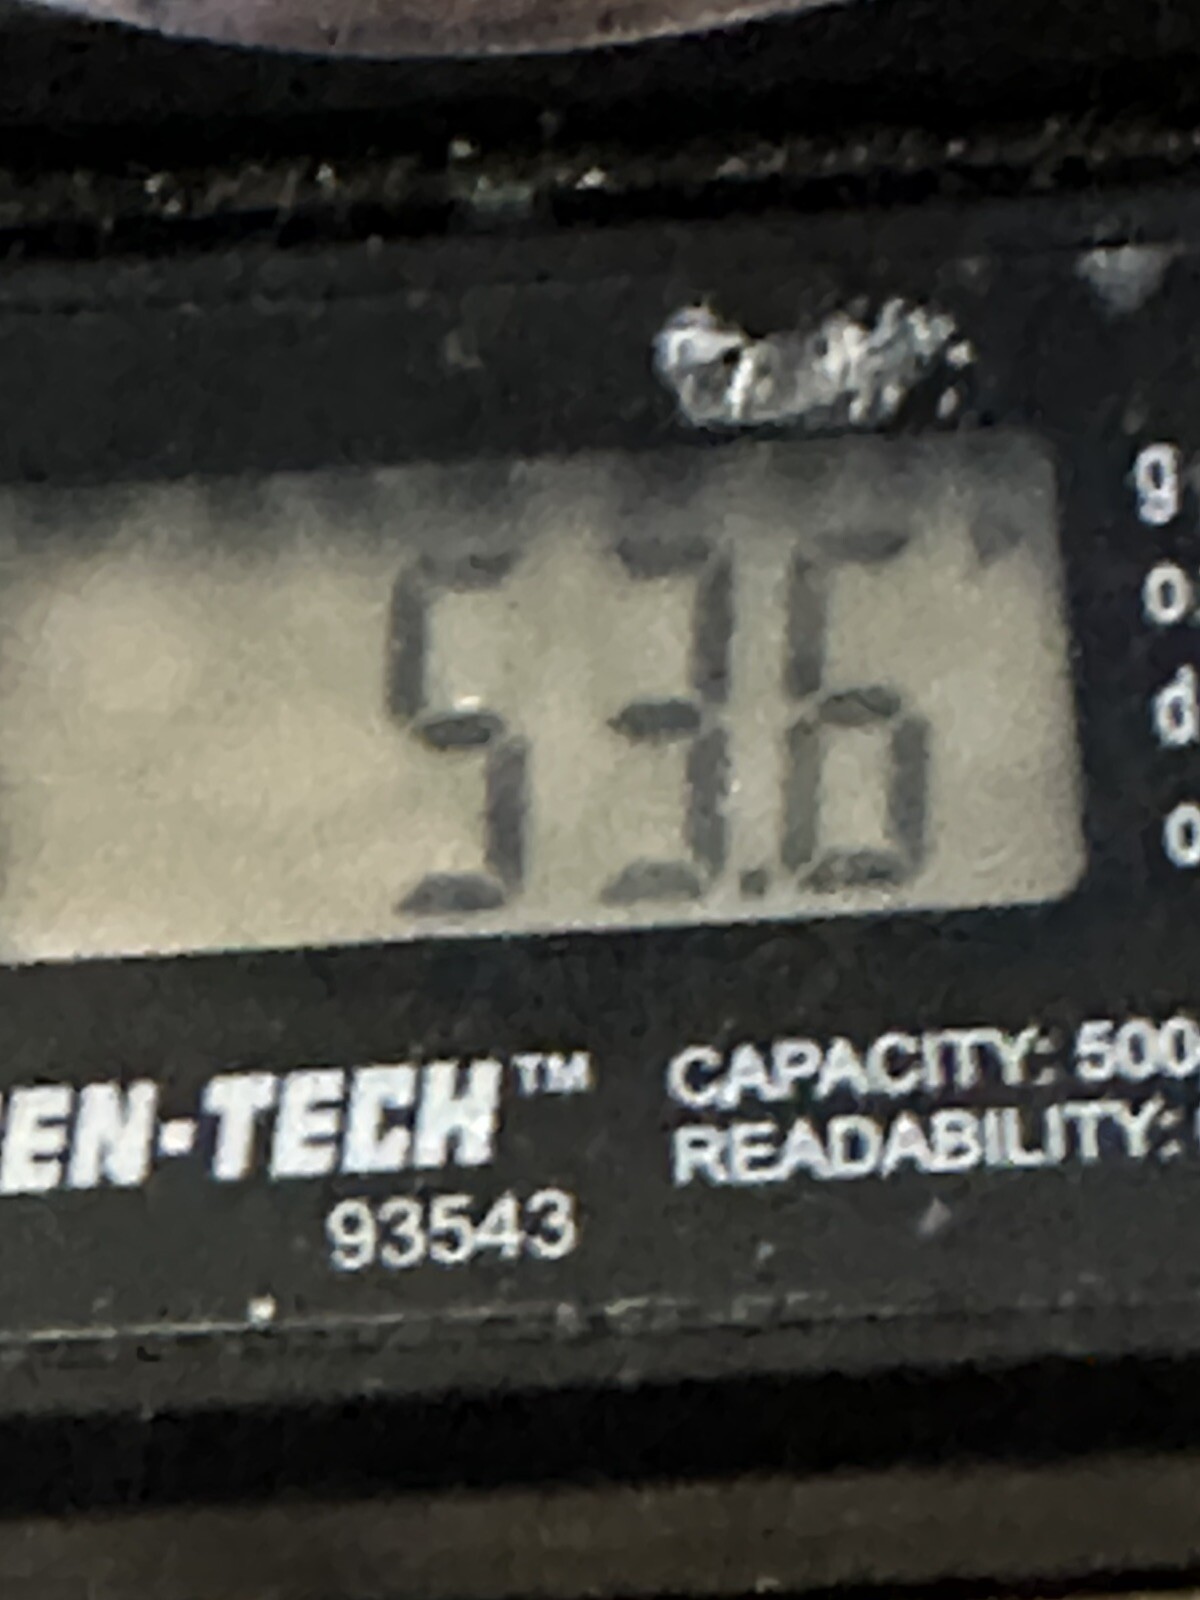 53.6
g
d
EN-TECH™
93543
CAPACITY: 500
READABILITY: